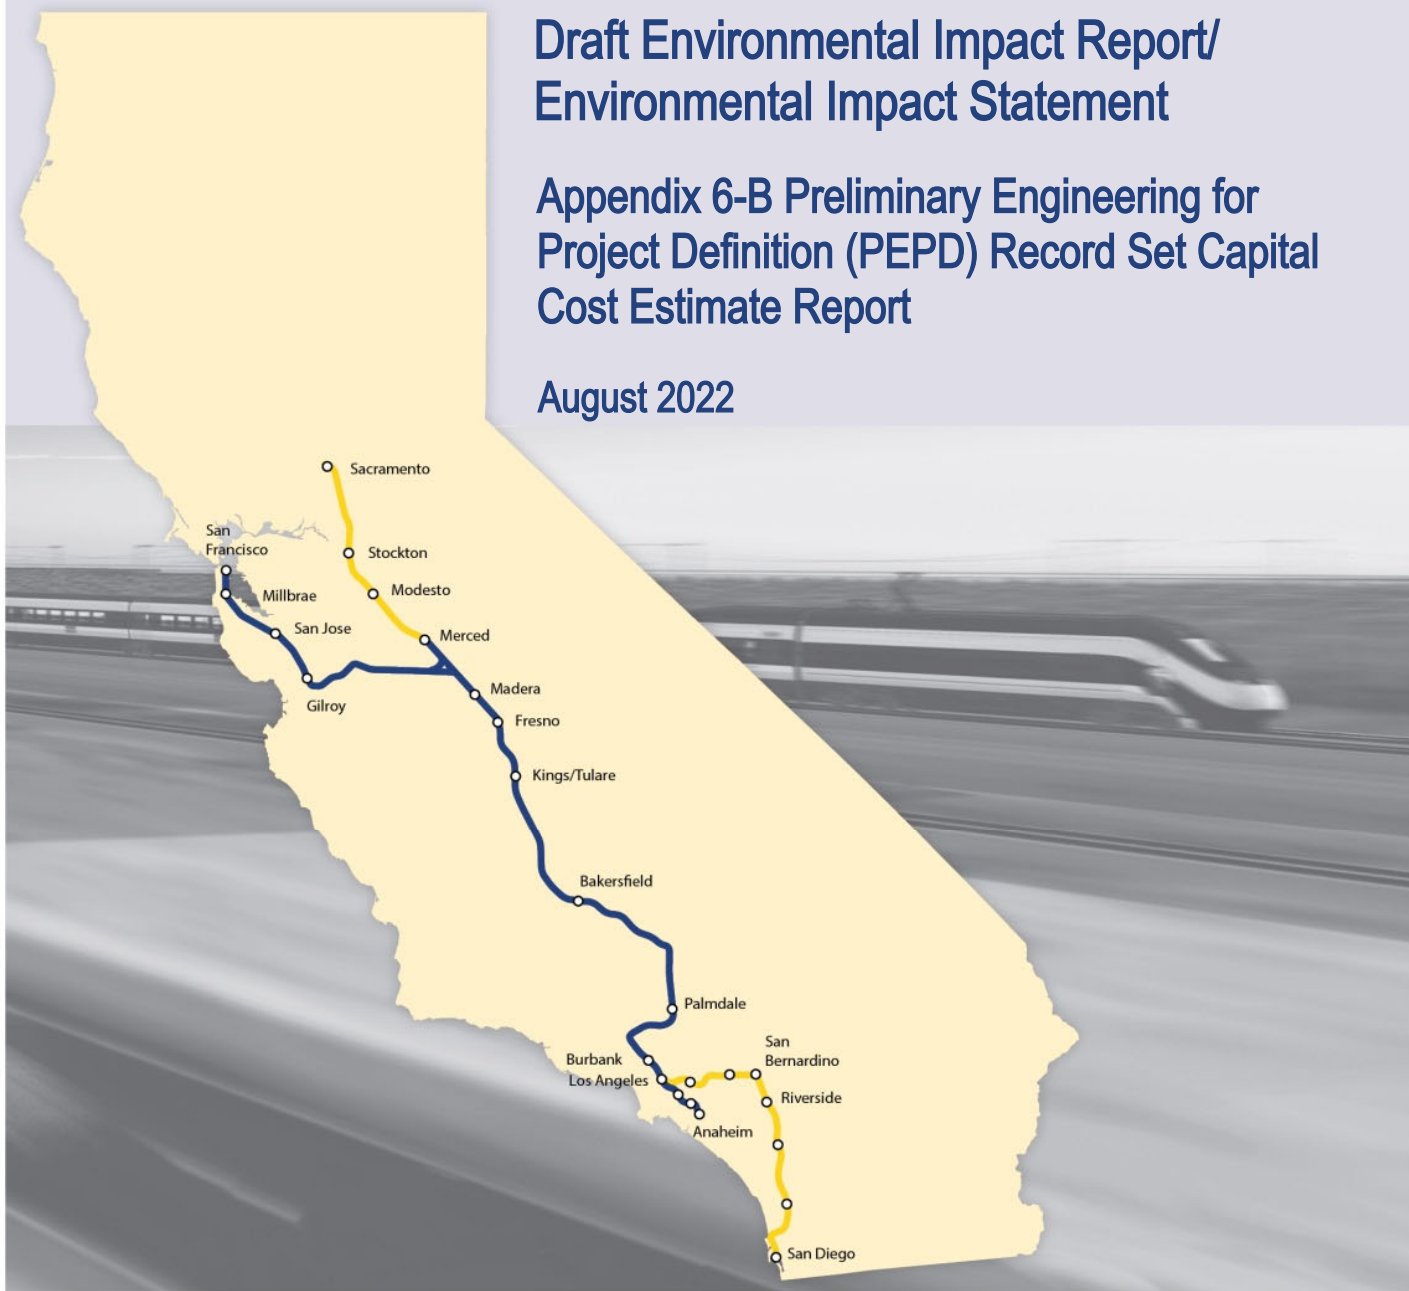 Draft Environmental Impact Report/
Environmental Impact Statement
Appendix 6-B Preliminary Engineering for
Project Definition (PEPD) Record Set Capital
Cost Estimate Report
August 2022
Sacramento
San
Francisco
Stockton
Millbrae
Modesto
San Jose
Merced
Gilroy
Madera
Fresno
Kings/Tulare
Bakersfield
Palmdale
San
Bernardino
Burbank
Los Angeles
Riverside
Anaheim
San Diego